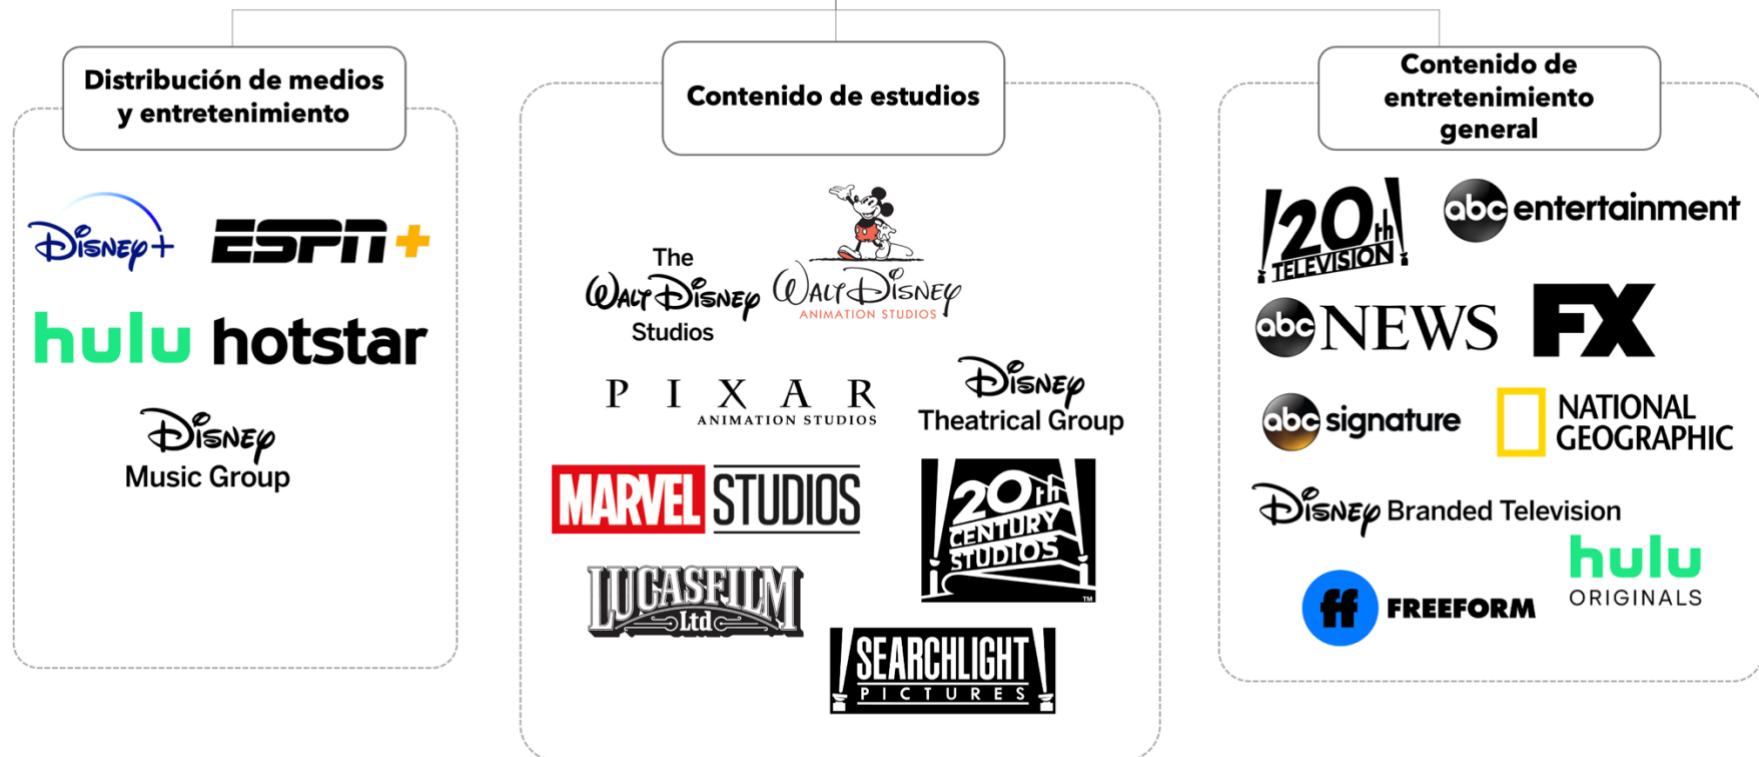 Distribución de medios
y entretenimiento
Disney+
ESPN+
hulu
hotstar
Disney
Music Group
Contenido de estudios
The
Walt Disney
Studios
Walt Disney
ANIMATION STUDIOS
PIXAR
ANIMATION STUDIOS
Disney
Theatrical Group
MARVEL STUDIOS
20th
CENTURY
STUDIOS
TM
LUCASFILM
Ltd
SEARCHLIGHT
PICTURES
Contenido de
entretenimiento
general
20th
TELEVISION
abc entertainment
abc NEWS
FX
abc signature
NATIONAL
GEOGRAPHIC
Disney Branded Television
hulu
ORIGINALS
ff FREEFORM